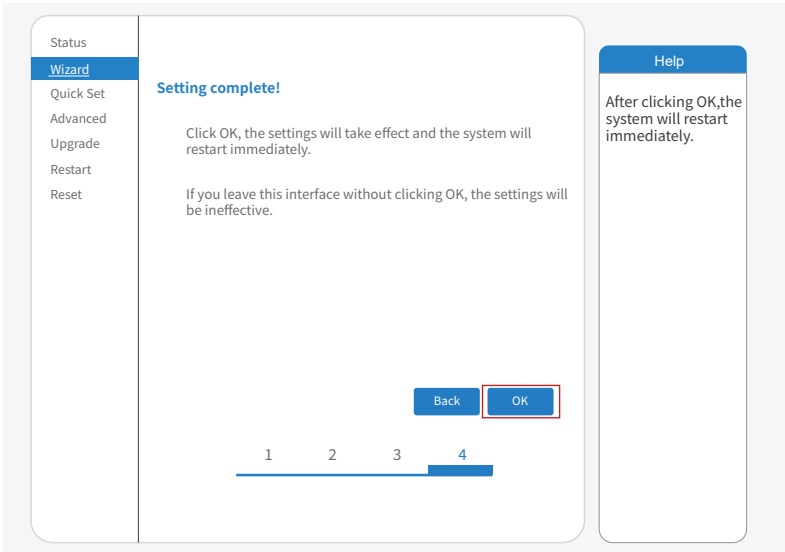 Status
Wizard
Quick Set
Advanced
Upgrade
Restart
Reset
Setting complete!
Click OK, the settings will take effect and the system will
restart immediately.
If you leave this interface without clicking OK, the settings will
be ineffective.
Back
OK
1 2 3 4
Help
After clicking OK,the
system will restart
immediately.